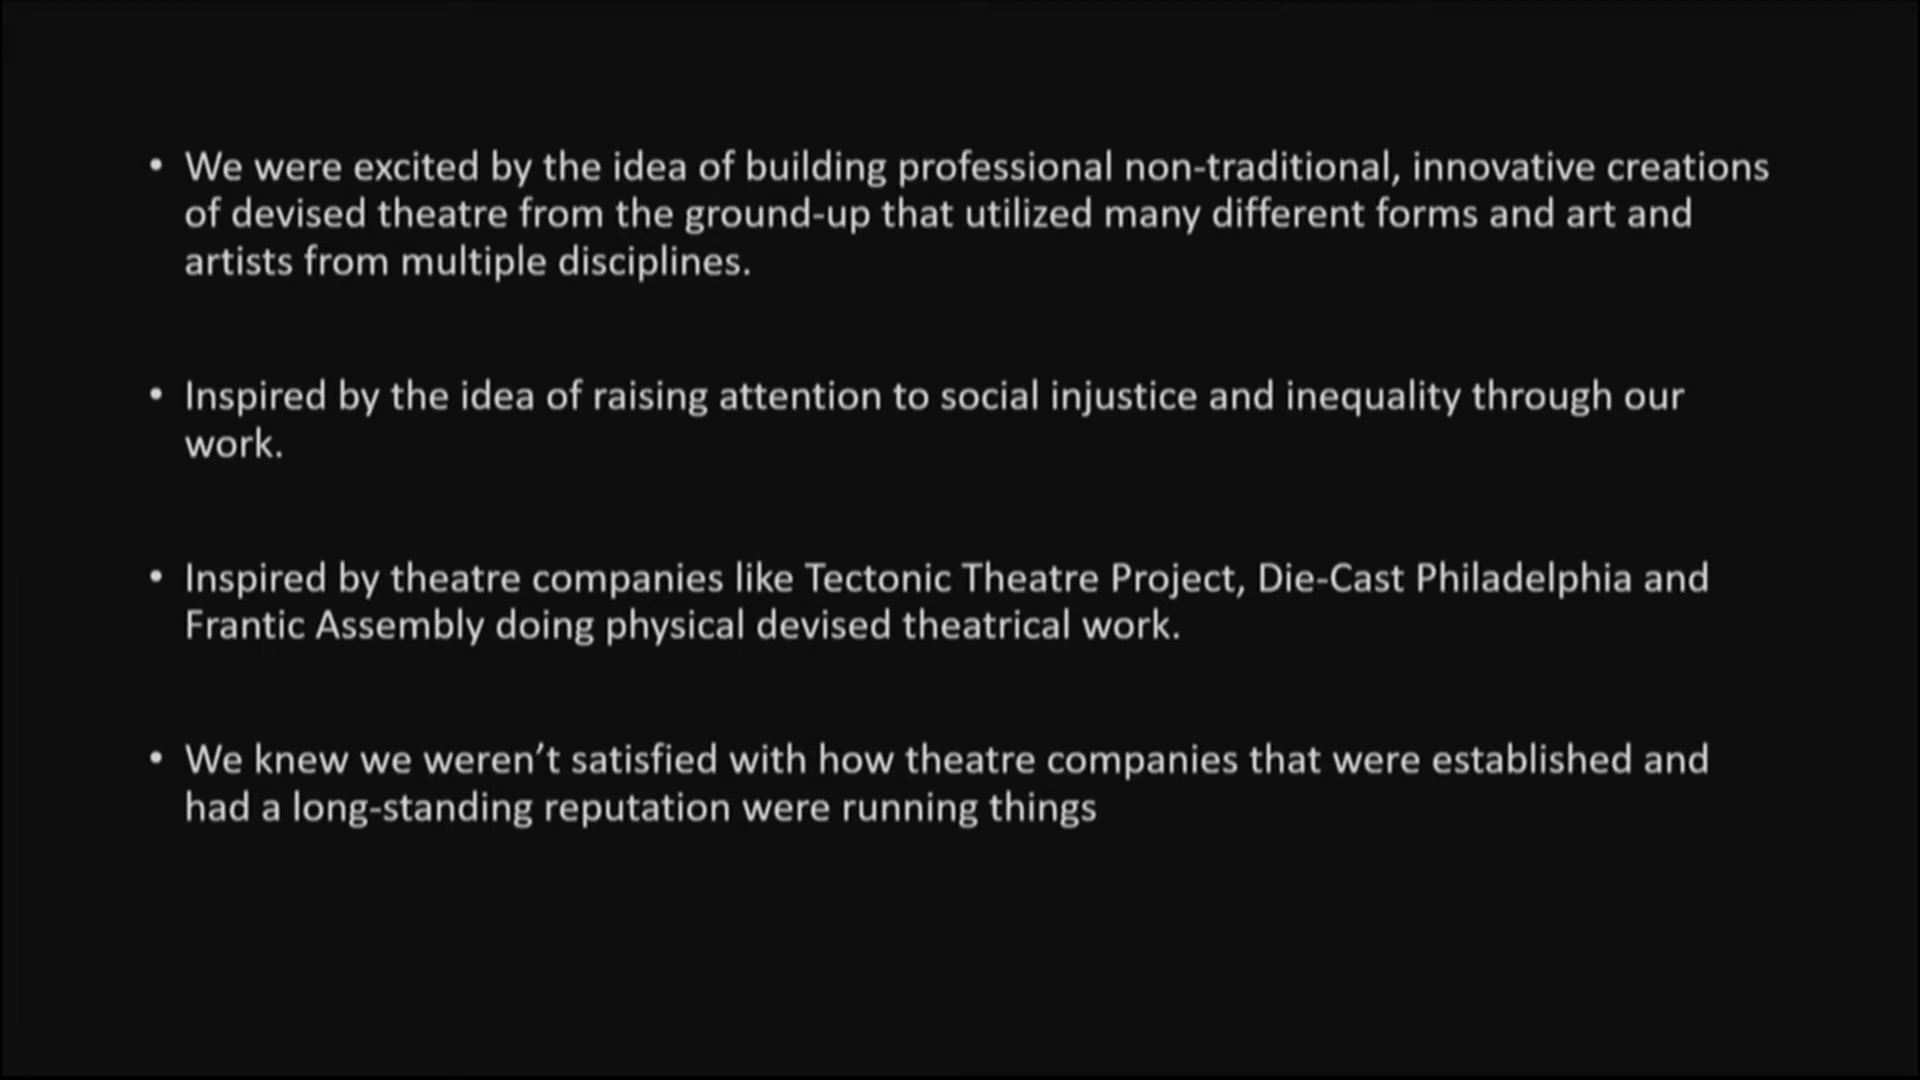 • We were excited by the idea of building professional non-traditional, innovative creations
of devised theatre from the ground-up that utilized many different forms and art and
artists from multiple disciplines.
• Inspired by the idea of raising attention to social injustice and inequality through our
work.
• Inspired by theatre companies like Tectonic Theatre Project, Die-Cast Philadelphia and
Frantic Assembly doing physical devised theatrical work.
• We knew we weren’t satisfied with how theatre companies that were established and
had a long-standing reputation were running things